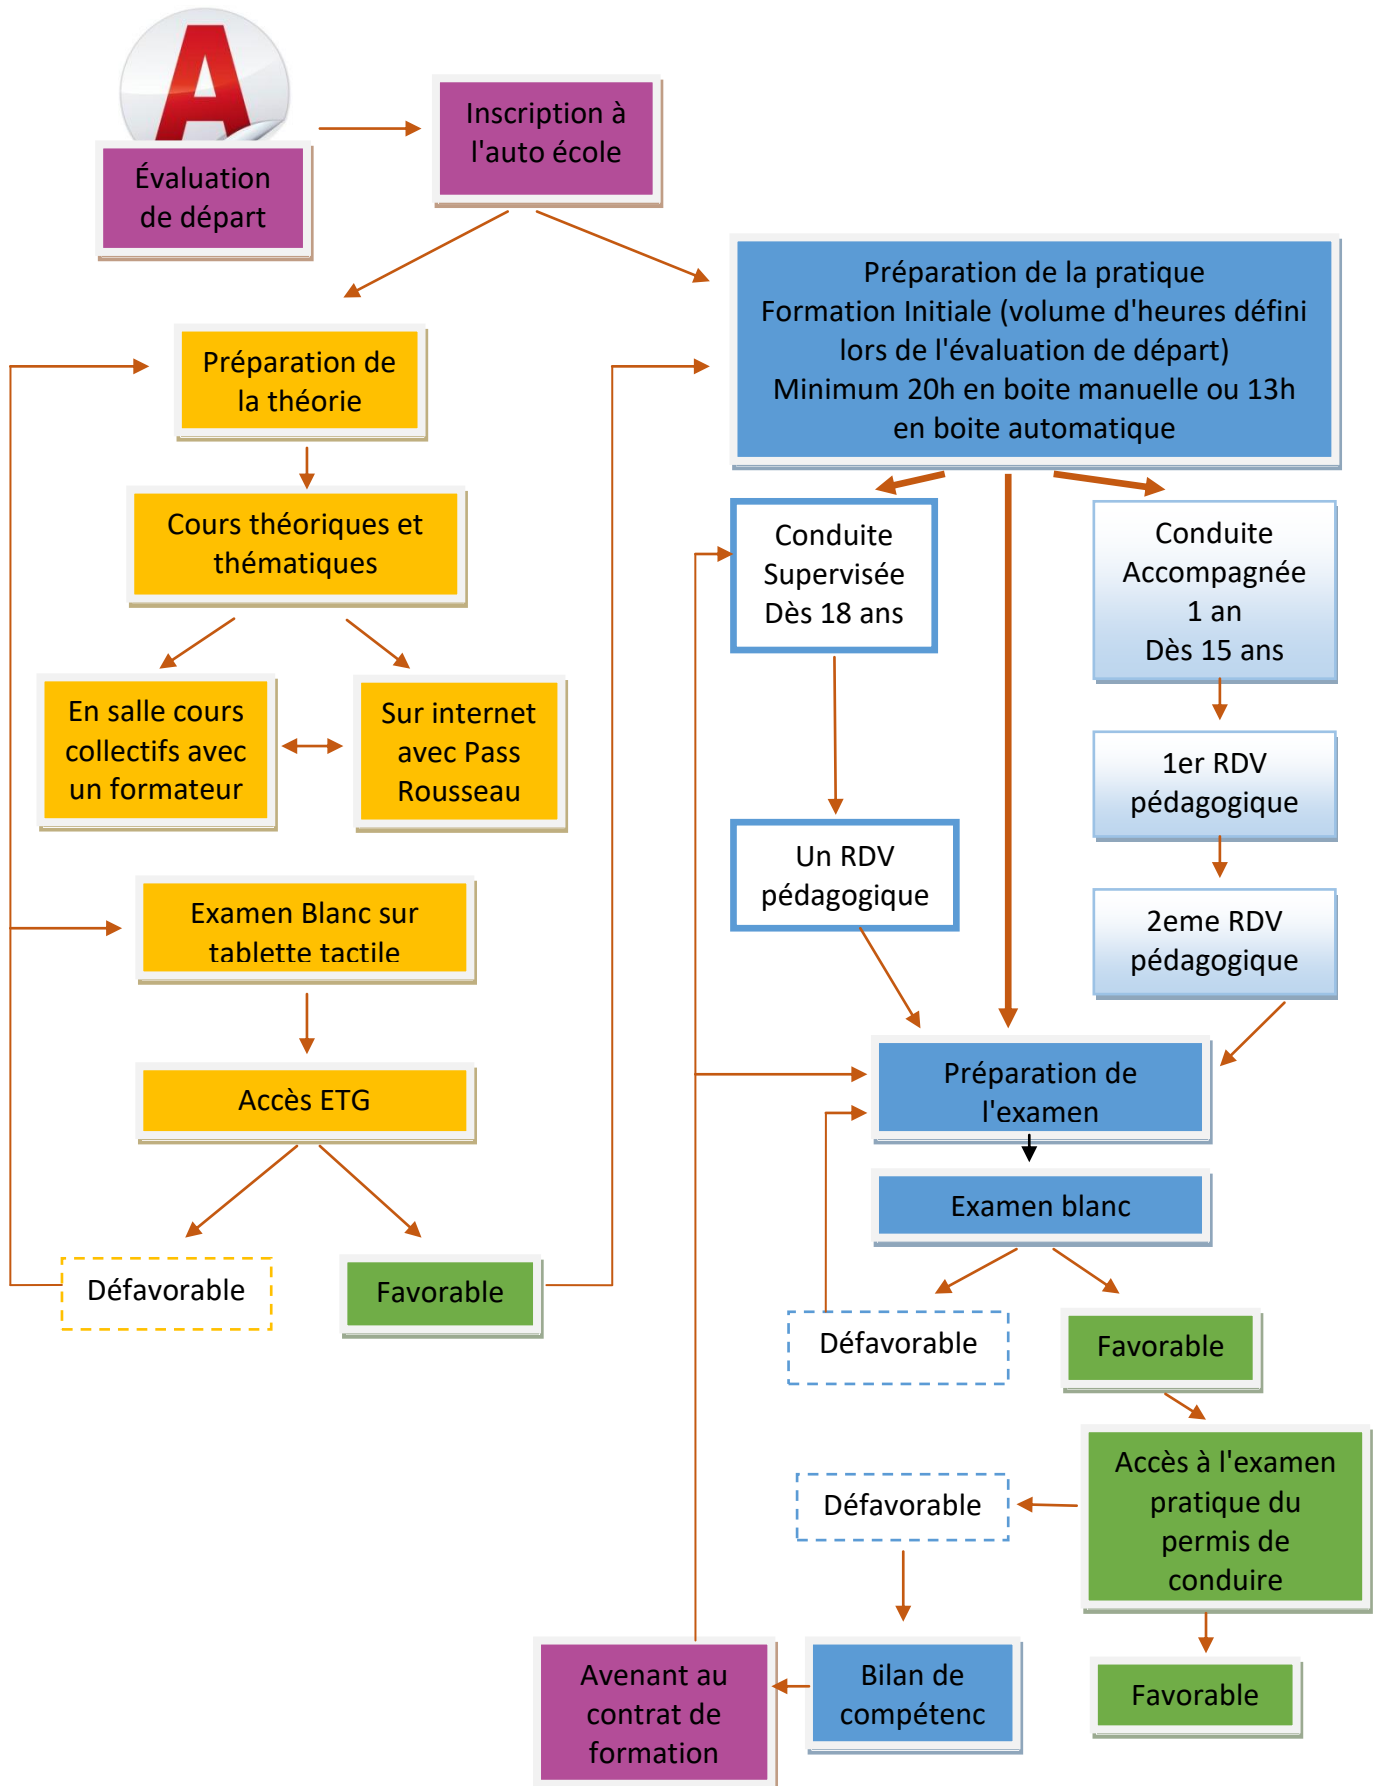 A
Évaluation
de départ
Inscription à
l'auto école
Préparation de
la théorie
Cours théoriques et
thématiques
En salle cours
collectifs avec
un formateur
Sur internet
avec Pass
Rousseau
Examen Blanc sur
tablette tactile
Accès ETG
Défavorable
Favorable
Préparation de la pratique
Formation Initiale (volume d'heures défini
lors de l'évaluation de départ)
Minimum 20h en boite manuelle ou 13h
en boite automatique
Conduite
Supervisée
Dès 18 ans
Un RDV
pédagogique
Conduite
Accompagnée
1 an
Dès 15 ans
1er RDV
pédagogique
2eme RDV
pédagogique
Préparation de
l'examen
Examen blanc
Défavorable
Favorable
Accès à l'examen
pratique du
permis de
conduire
Défavorable
Favorable
Bilan de
compétenc
Avenant au
contrat de
formation